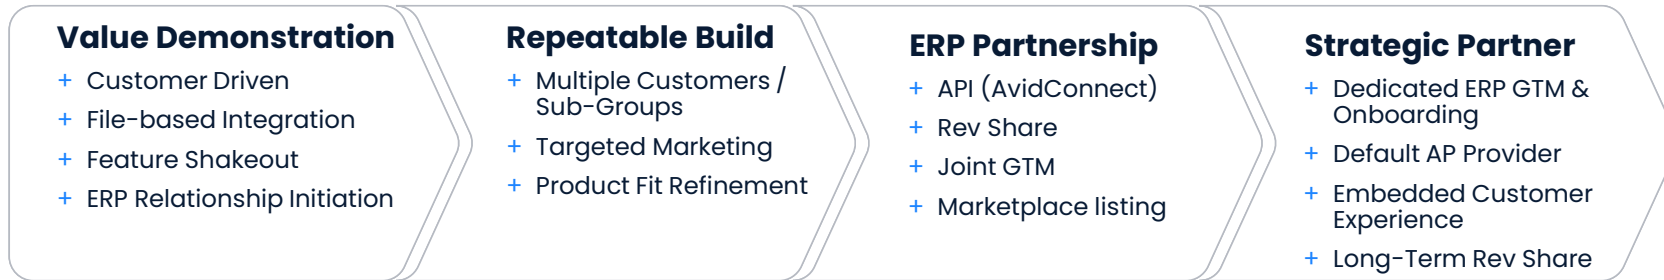 Value Demonstration
+ Customer Driven
+ File-based Integration
+ Feature Shakeout
+ ERP Relationship Initiation
Repeatable Build
+ Multiple Customers /
Sub-Groups
+ Targeted Marketing
+ Product Fit Refinement
ERP Partnership
+ API (AvidConnect)
+ Rev Share
+ Joint GTM
+ Marketplace listing
Strategic Partner
+ Dedicated ERP GTM &
Onboarding
+ Default AP Provider
+ Embedded Customer
Experience
+ Long-Term Rev Share